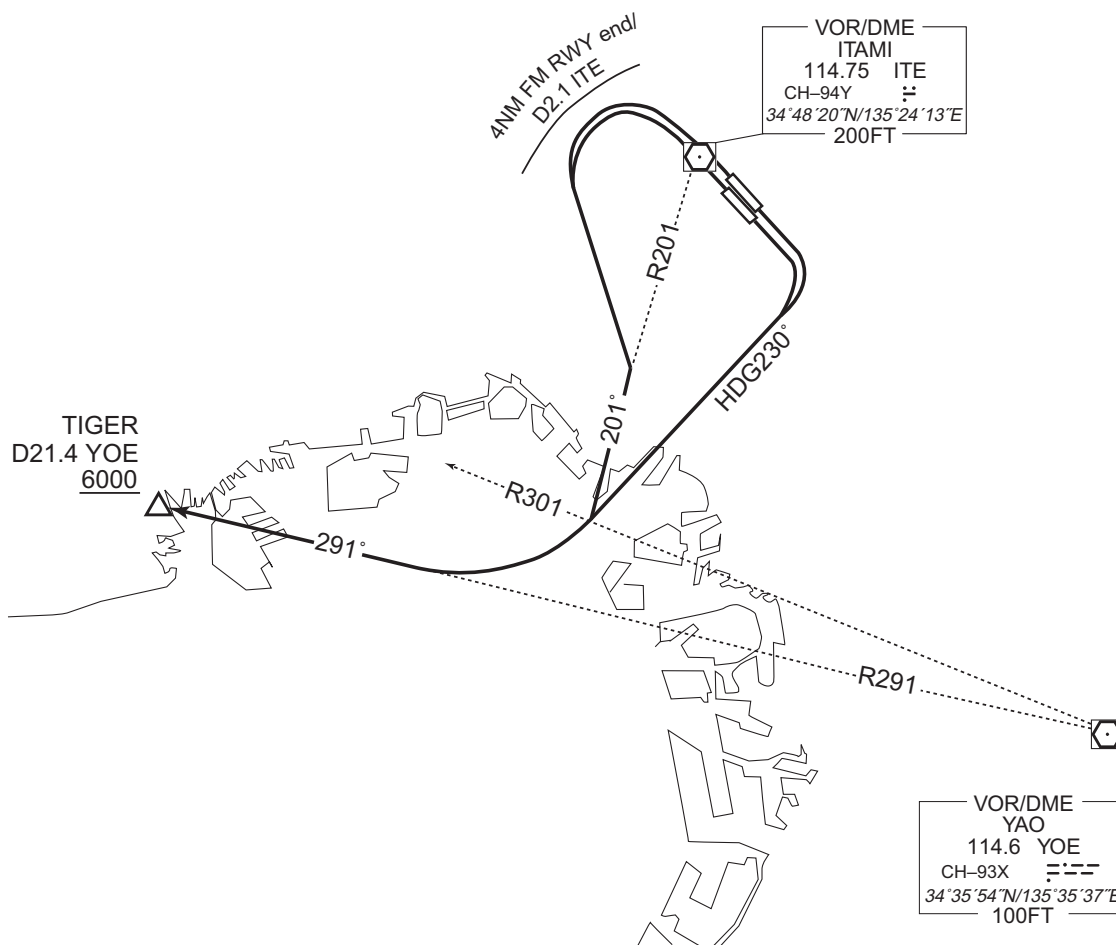 4NM FM RWY end/
D2.1 ITE
VOR/DME
ITAMI
114.75 ITE
CH–94Y
34°48´20˝N/135°24´13˝E
200FT
R201
HDG230°
201°
TIGER
D21.4 YOE
6000
R301
291°
R291
VOR/DME
YAO
114.6 YOE
CH–93X
34°35´54˝N/135°35´37˝E
100FT